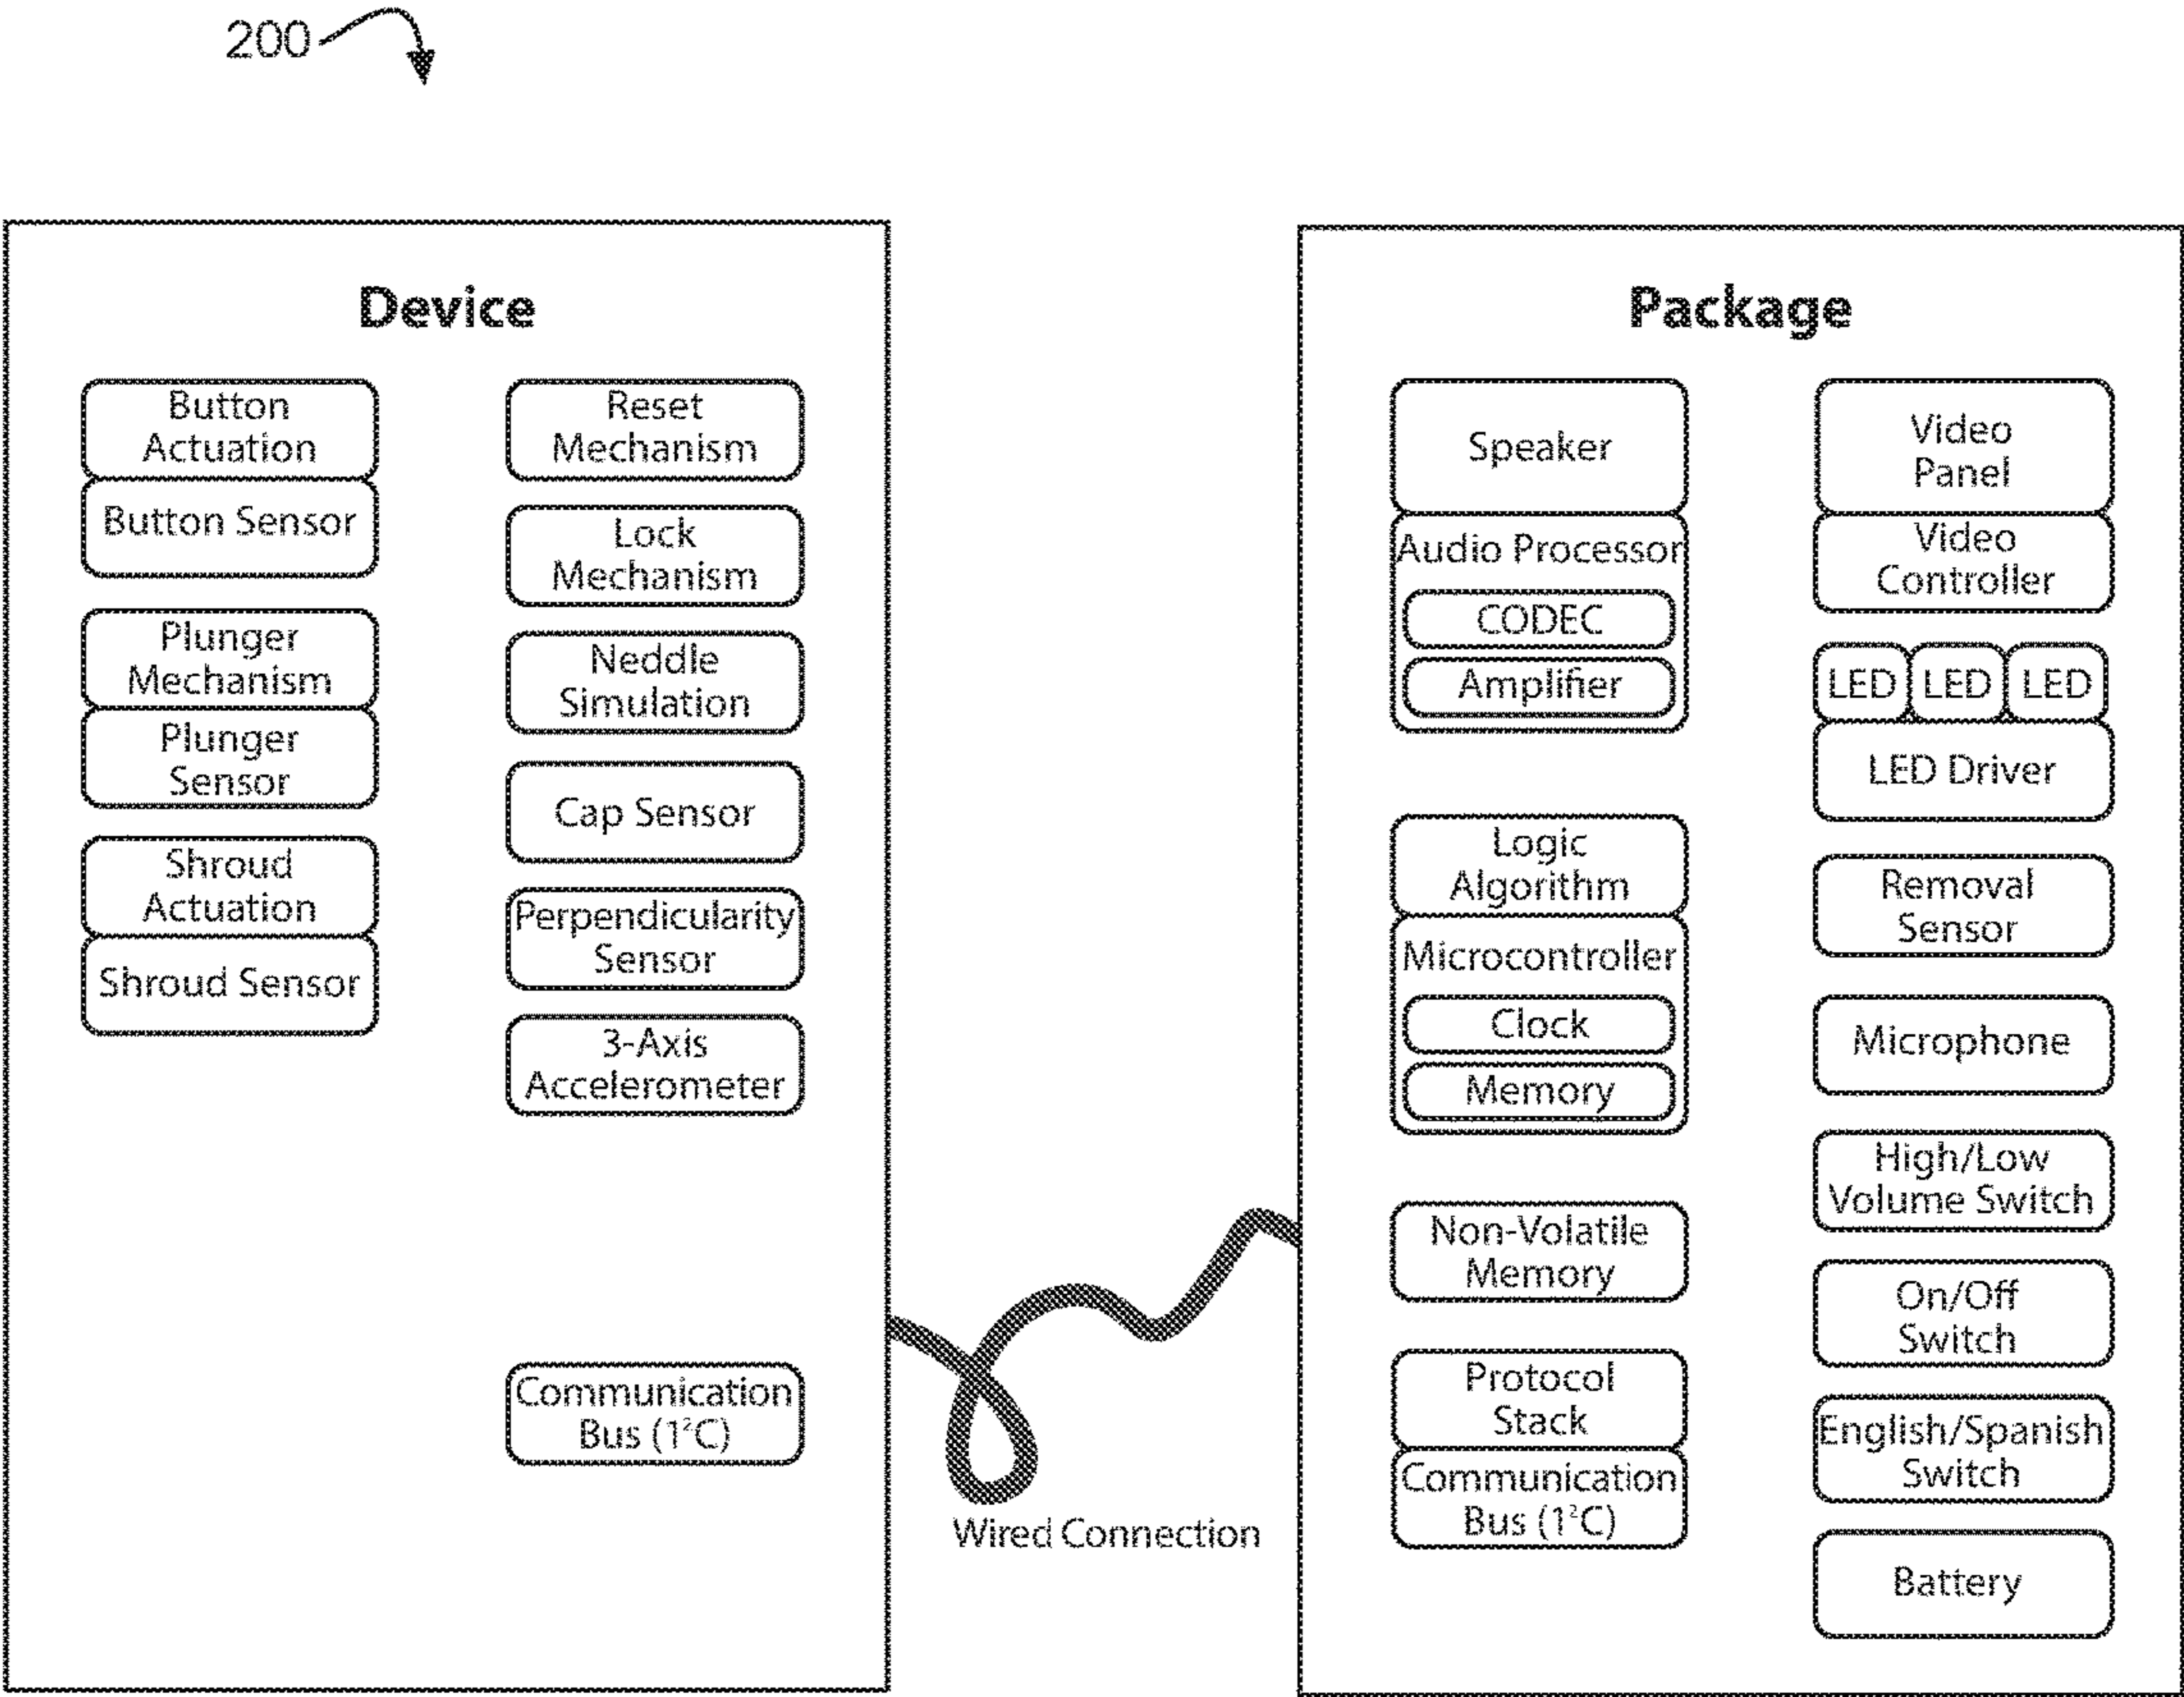 200
Device
Button
Actuation
Button Sensor
Plunger
Mechanism
Plunger
Sensor
Shroud
Actuation
Shroud Sensor
Reset
Mechanism
Lock
Mechanism
Neddle
Simulation
Cap Sensor
Perpendicularity
Sensor
3-Axis
Accelerometer
Communication
Bus (1²C)
Wired Connection
Package
Speaker
Audio Processor
CODEC
Amplifier
Logic
Algorithm
Microcontroller
Clock
Memory
Non-Volatile
Memory
Protocol
Stack
Communication
Bus (1²C)
Video
Panel
Video
Controller
LED LED LED
LED Driver
Removal
Sensor
Microphone
High/Low
Volume Switch
On/Off
Switch
English/Spanish
Switch
Battery